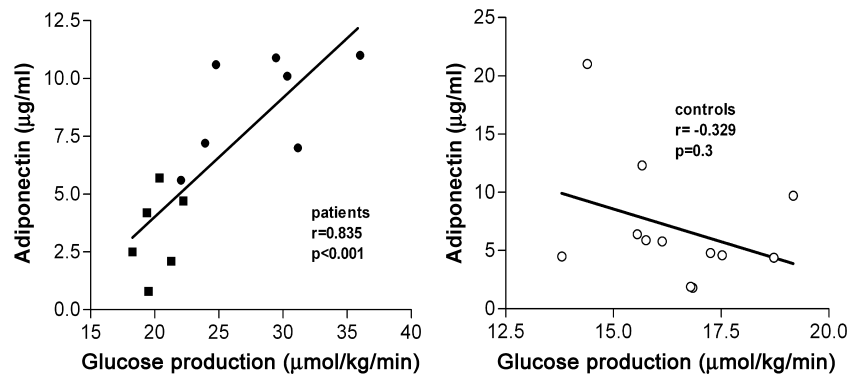 12.5
10.0
7.5
5.0
2.5
0.0
Adiponectin (μg/ml)
patients
r=0.835
p<0.001
15 20 25 30 35 40
Glucose production (μmol/kg/min)
25
20
15
10
5
0
Adiponectin (μg/ml)
controls
r= -0.329
p=0.3
12.5 15.0 17.5 20.0
Glucose production (μmol/kg/min)